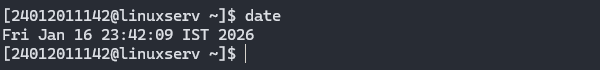 [24012011142@linuxserv ~]$ date
Fri Jan 16 23:42:09 IST 2026
[24012011142@linuxserv ~]$